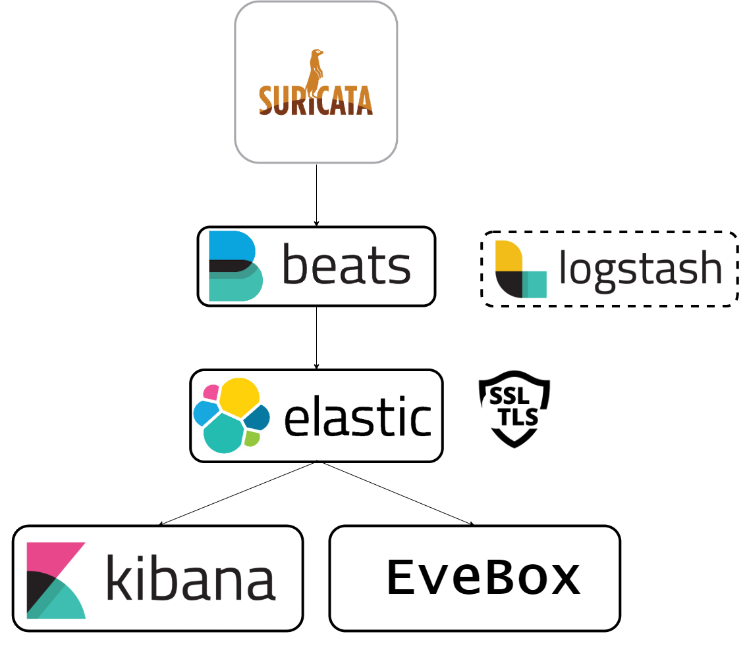 SURICATA
beats
logstash
elastic
SSL
TLS
kibana
EveBox